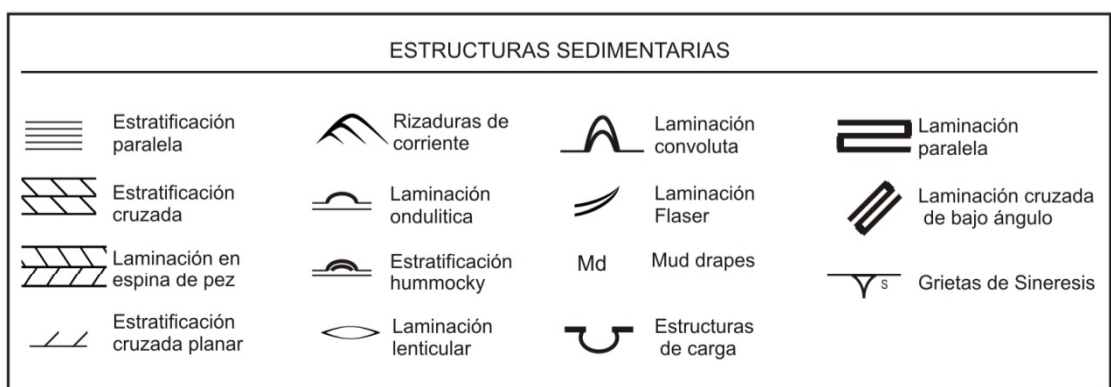 ESTRUCTURAS SEDIMENTARIAS
Estratificación
paralela
Estratificación
cruzada
Laminación en
espina de pez
Estratificación
cruzada planar
Rizaduras de
corriente
Laminación
ondulitica
Estratificación
hummocky
Laminación
lenticular
Laminación
convoluta
Laminación
Flaser
Md Mud drapes
Estructuras
de carga
Laminación
paralela
Laminación cruzada
de bajo ángulo
S Grietas de Sineresis